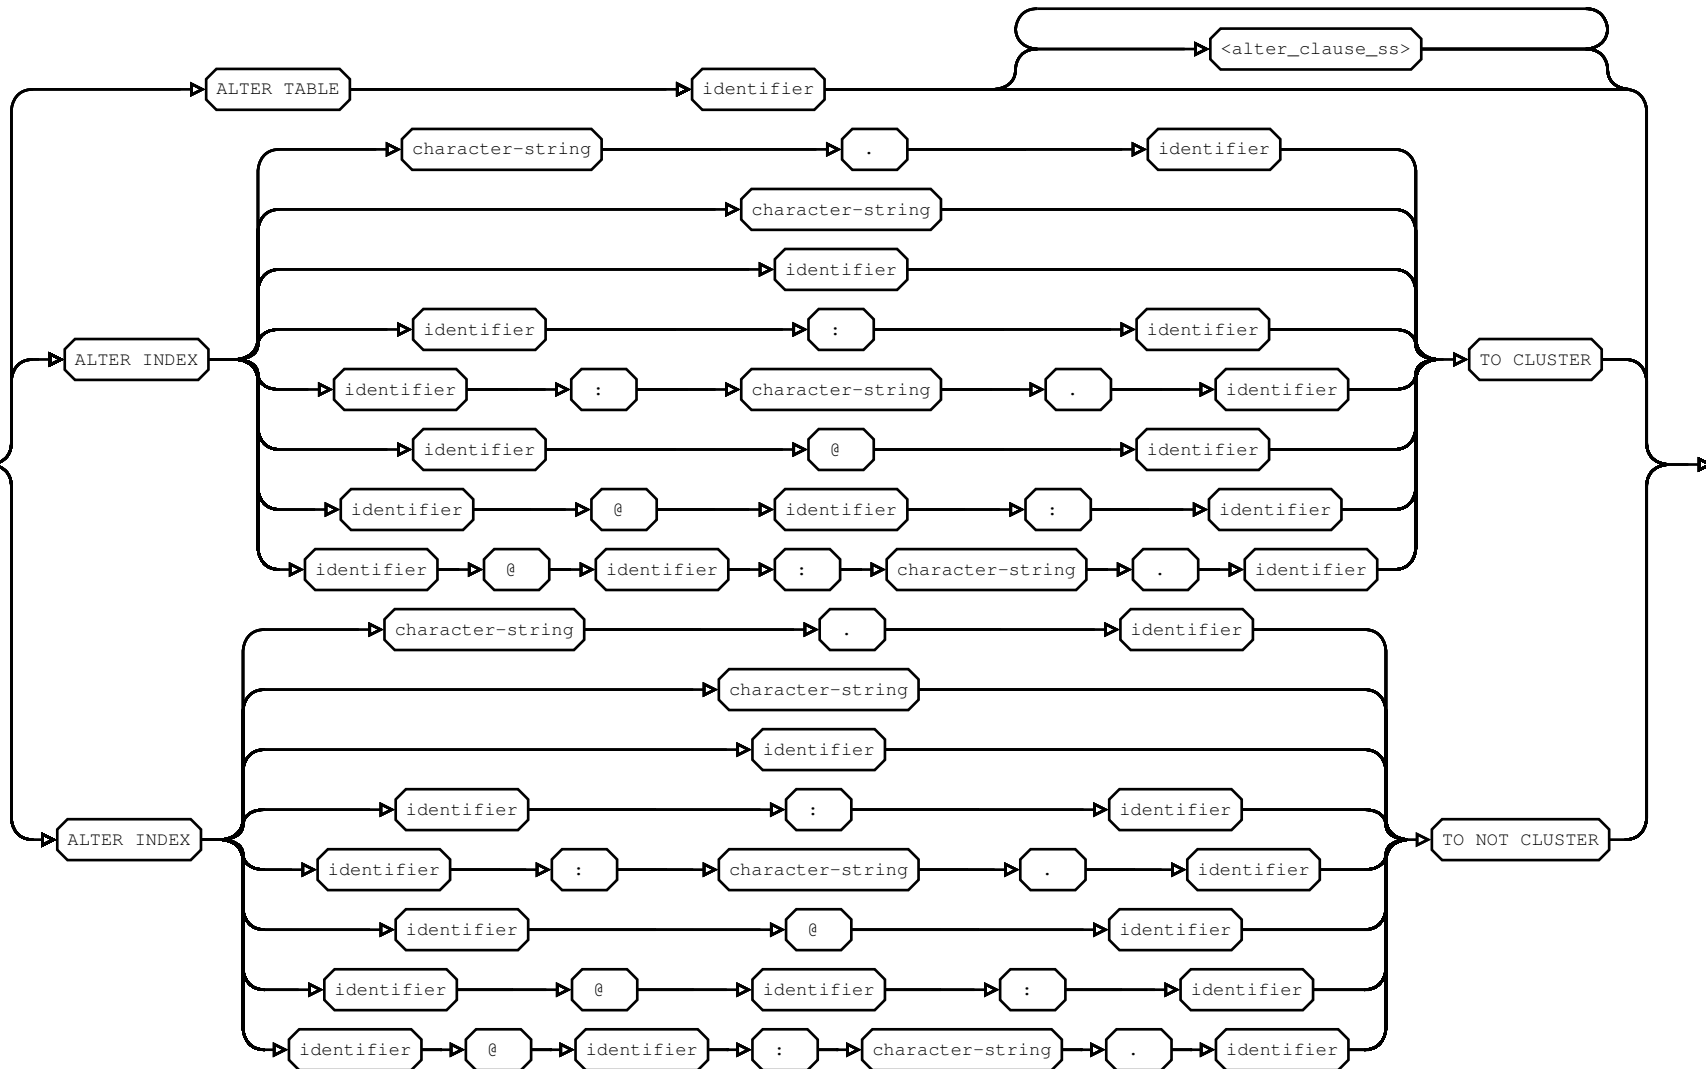 <alter_clause_ss>
ALTER TABLE identifier
character-string . identifier
character-string
identifier
identifier : identifier
ALTER INDEX TO CLUSTER
identifier : character-string . identifier
identifier @ identifier
identifier @ identifier : identifier
identifier @ identifier : character-string . identifier
character-string . identifier
character-string
identifier
identifier : identifier
ALTER INDEX TO NOT CLUSTER
identifier : character-string . identifier
identifier @ identifier
identifier @ identifier : identifier
identifier @ identifier : character-string . identifier